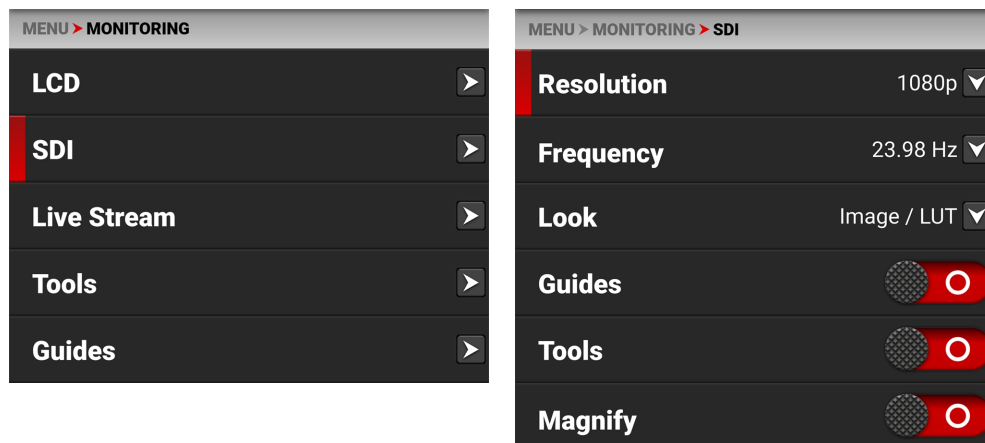 MENU > MONITORING
LCD
SDI
Live Stream
Tools
Guides
MENU > MONITORING > SDI
Resolution 1080p
Frequency 23.98 Hz
Look Image / LUT
Guides
Tools
Magnify